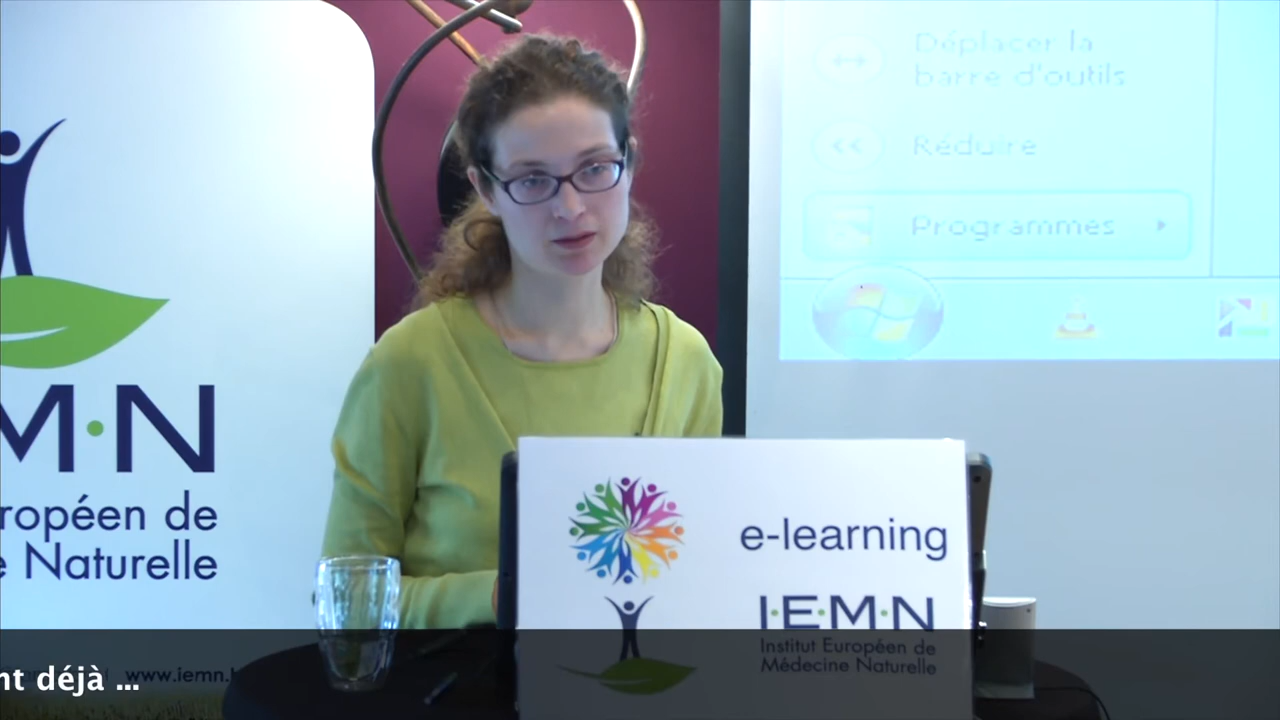 M·N
ropéen de
e Naturelle
www.iemn.
nt déjà ...
Déplacer la
barre d'outils
Réduire
Programmes
e-learning
I·E·M·N
Institut Européen de
Médecine Naturelle